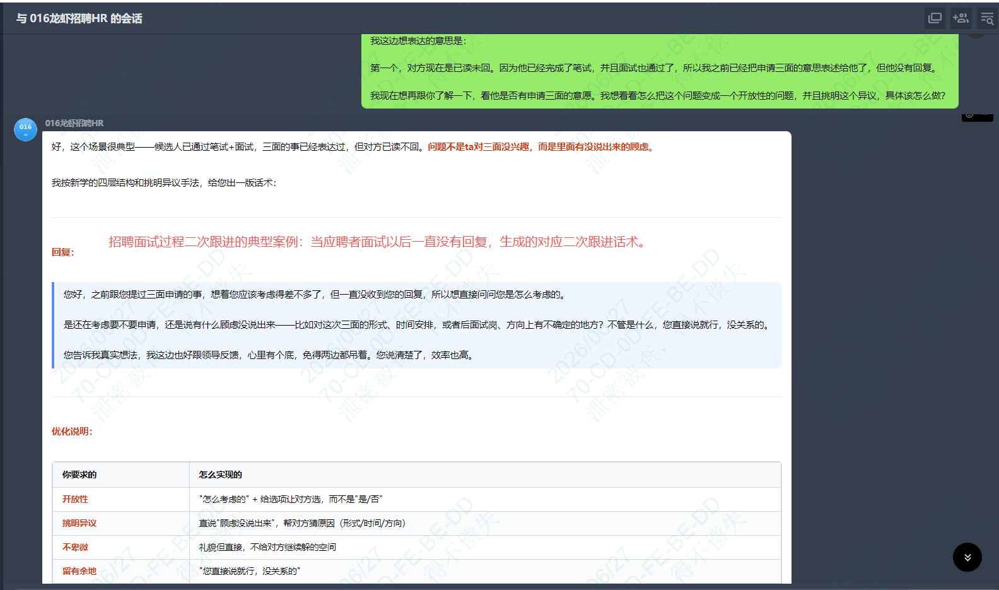 与 016龙虾招聘HR 的会话
我这边想表达的意思是：
第一个，对方现在是已读未回。因为他已经完成了笔试，并且面试也通过了，所以我之前已经把申请三面的意思表述给他了，但他没有回复。
我现在想再跟你了解一下，看他是否有申请三面的意愿。我想看看怎么把这个问题变成一个开放性的问题，并且挑明这个异议，具体该怎么做？
016
016龙虾招聘HR
好，这个场景很典型——候选人已通过笔试+面试，三面的事已经表达过，但对方已读不回。问题不是ta对三面没兴趣，而是里面有没说出来的顾虑。
我按新学的四层结构和挑明异议手法，给您出一版话术：
招聘面试过程二次跟进的典型案例：当应聘者面试以后一直没有回复，生成的对应二次跟进话术。
回复：
您好，之前跟您提过三面申请的事，想着您应该考虑得差不多了，但一直没收到您的回复，所以想直接问问您是怎么考虑的。
是还在考虑要不要申请，还是说有什么顾虑没说出来——比如对这次三面的形式、时间安排，或者后面试岗、方向上有不确定的地方？不管是什么，您直接说就行，没关系的。
您告诉我真实想法，我这边也好跟领导反馈，心里有个底，免得两边都吊着。您说清楚了，效率也高。
优化说明：
你要求的 怎么实现的
开放性 "怎么考虑的" + 给选项让对方选，而不是"是/否"
挑明异议 直说"顾虑没说出来"，帮对方猜原因（形式/时间/方向）
不卑微 礼貌但直接，不给对方继续躲的空间
留有余地 "您直接说就行，没关系的"
2026/06/27
70-CD-0D-FE-BE-DD
泄密被查，得不偿失